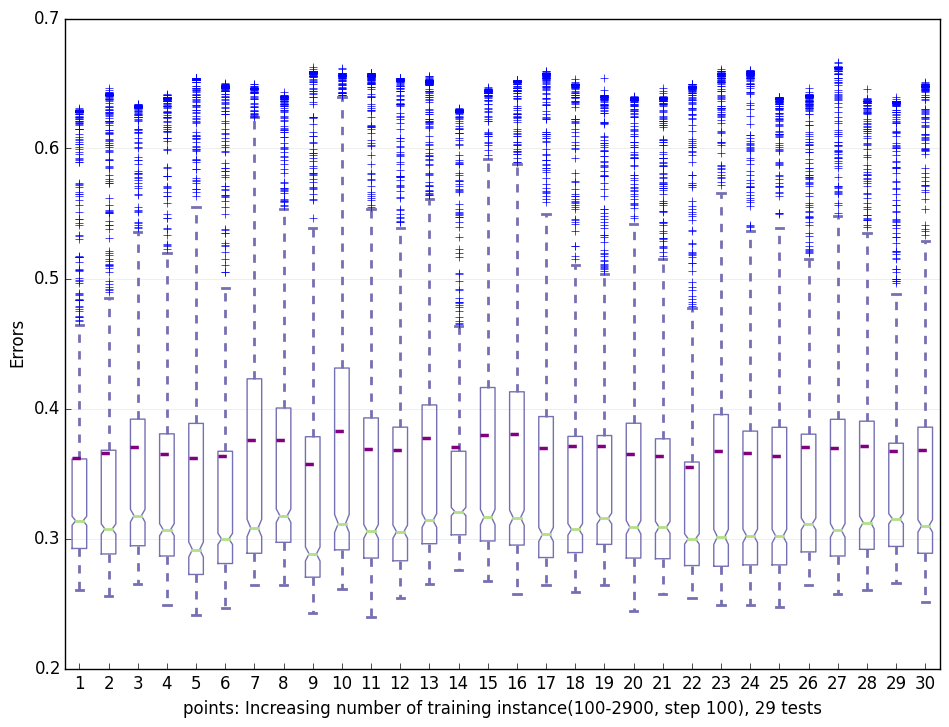 0.7
0.6
0.5
0.4
0.3
0.2
Errors
1 2 3 4 5 6 7 8 9 10 11 12 13 14 15 16 17 18 19 20 21 22 23 24 25 26 27 28 29 30
points: Increasing number of training instance(100-2900, step 100), 29 tests